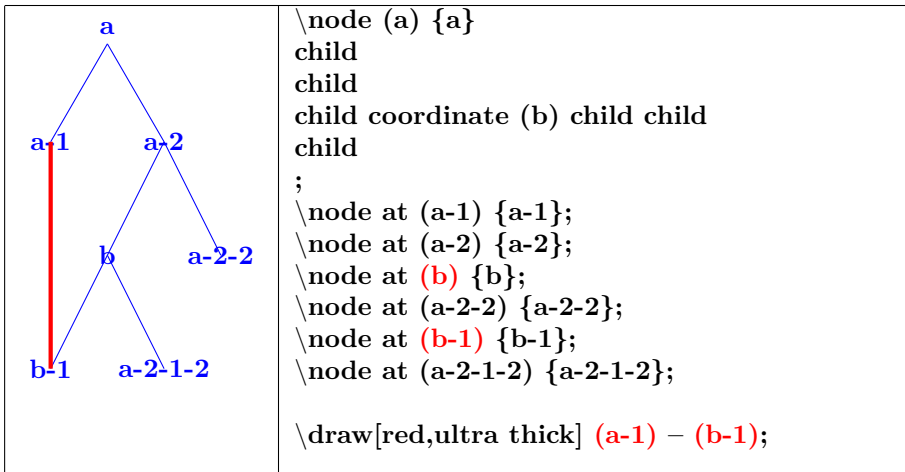 a
a-1 a-2
b a-2-2
b-1 a-2-1-2
\node (a) {a}
child
child
child coordinate (b) child child
child
;
\node at (a-1) {a-1};
\node at (a-2) {a-2};
\node at (b) {b};
\node at (a-2-2) {a-2-2};
\node at (b-1) {b-1};
\node at (a-2-1-2) {a-2-1-2};
\draw[red,ultra thick] (a-1) – (b-1);